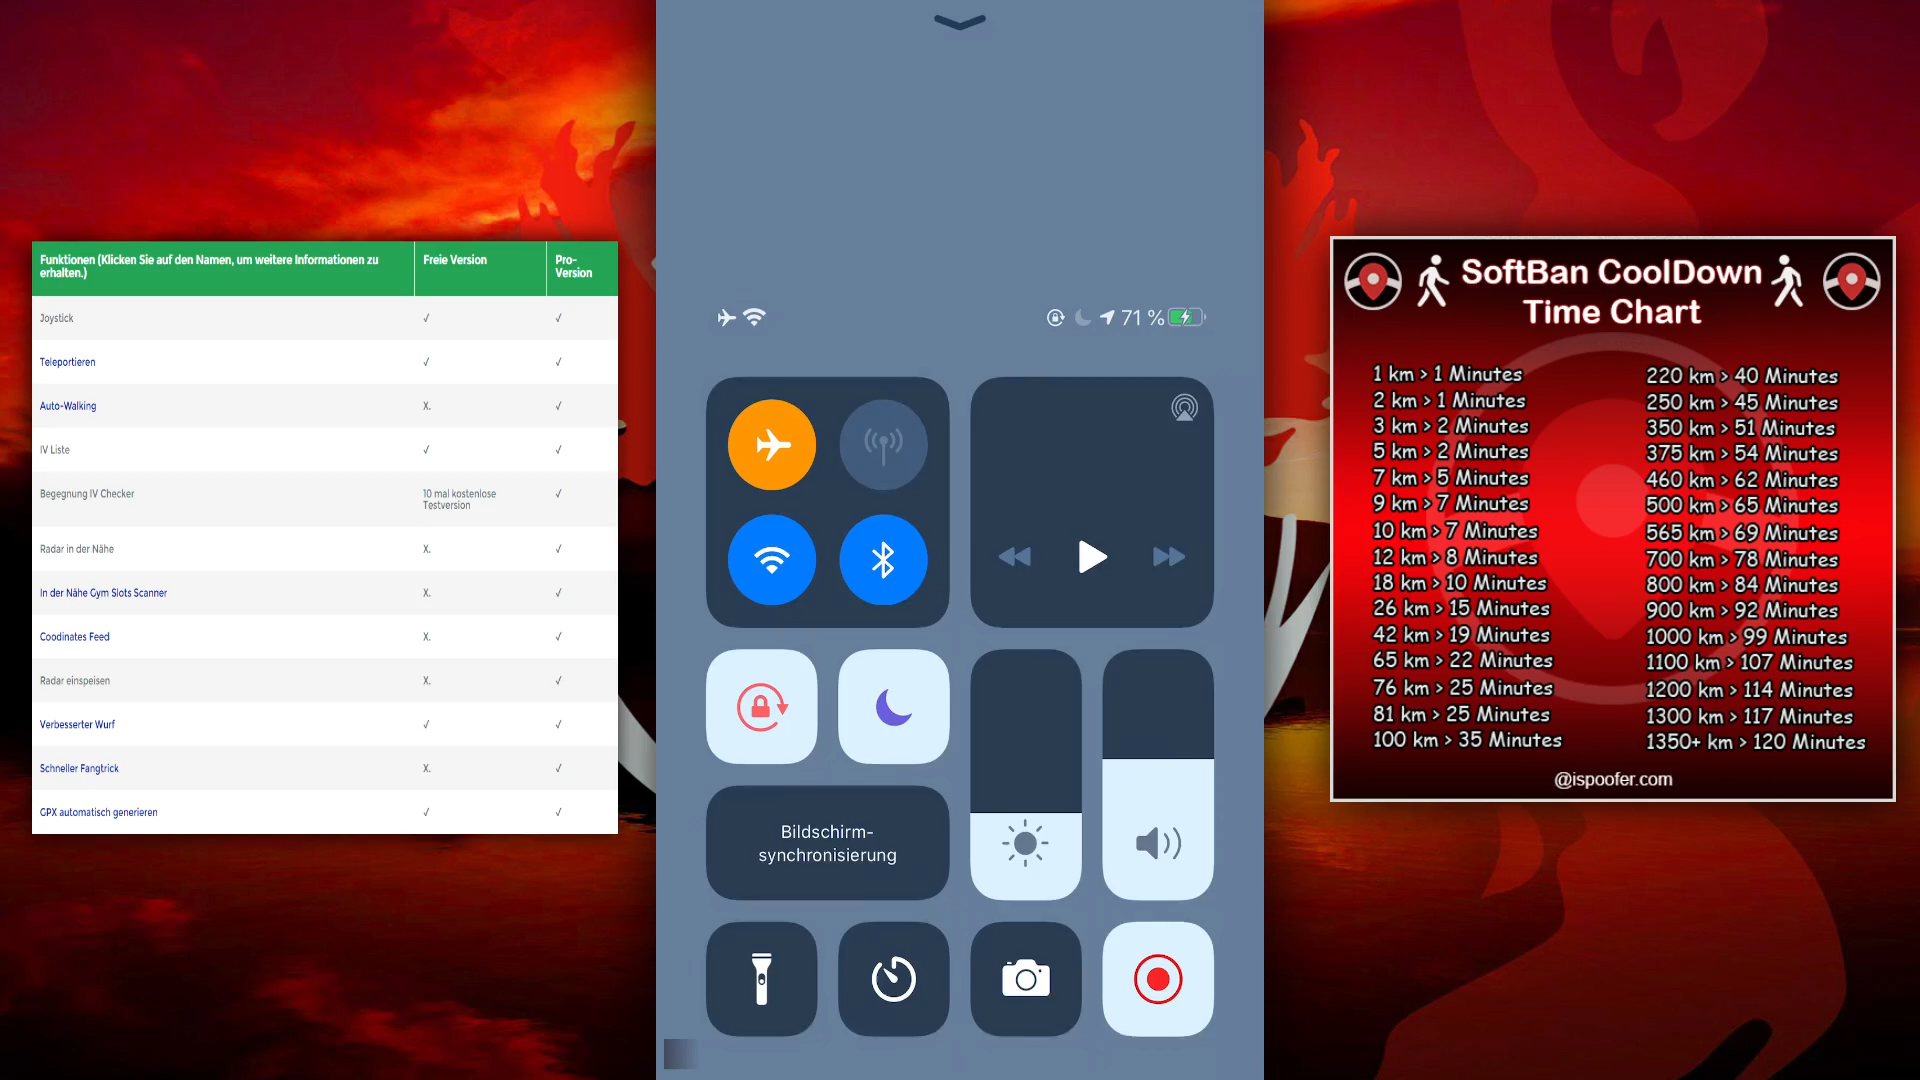 Funktionen (Klicken Sie auf den Namen, um weitere Informationen zu
erhalten.)
Freie Version
Pro-
Version
Joystick √ √
Teleportieren √ √
Auto-Walking X. √
IV Liste √ √
Begegnung IV Checker 10 mal kostenlose √
Testversion
Radar in der Nähe X. √
In der Nähe Gym Slots Scanner X. √
Coodinates Feed X. √
Radar einspeisen X. √
Verbesserter Wurf √ √
Schneller Fangtrick X. √
GPX automatisch generieren √ √
71 %
Bildschirm-
synchronisierung
SoftBan CoolDown
Time Chart
1 km > 1 Minutes
2 km > 1 Minutes
3 km > 2 Minutes
5 km > 2 Minutes
7 km > 5 Minutes
9 km > 7 Minutes
10 km > 7 Minutes
12 km > 8 Minutes
18 km > 10 Minutes
26 km > 15 Minutes
42 km > 19 Minutes
65 km > 22 Minutes
76 km > 25 Minutes
81 km > 25 Minutes
100 km > 35 Minutes
220 km > 40 Minutes
250 km > 45 Minutes
350 km > 51 Minutes
375 km > 54 Minutes
460 km > 62 Minutes
500 km > 65 Minutes
565 km > 69 Minutes
700 km > 78 Minutes
800 km > 84 Minutes
900 km > 92 Minutes
1000 km > 99 Minutes
1100 km > 107 Minutes
1200 km > 114 Minutes
1300 km > 117 Minutes
1350+ km > 120 Minutes
@ispoofer.com